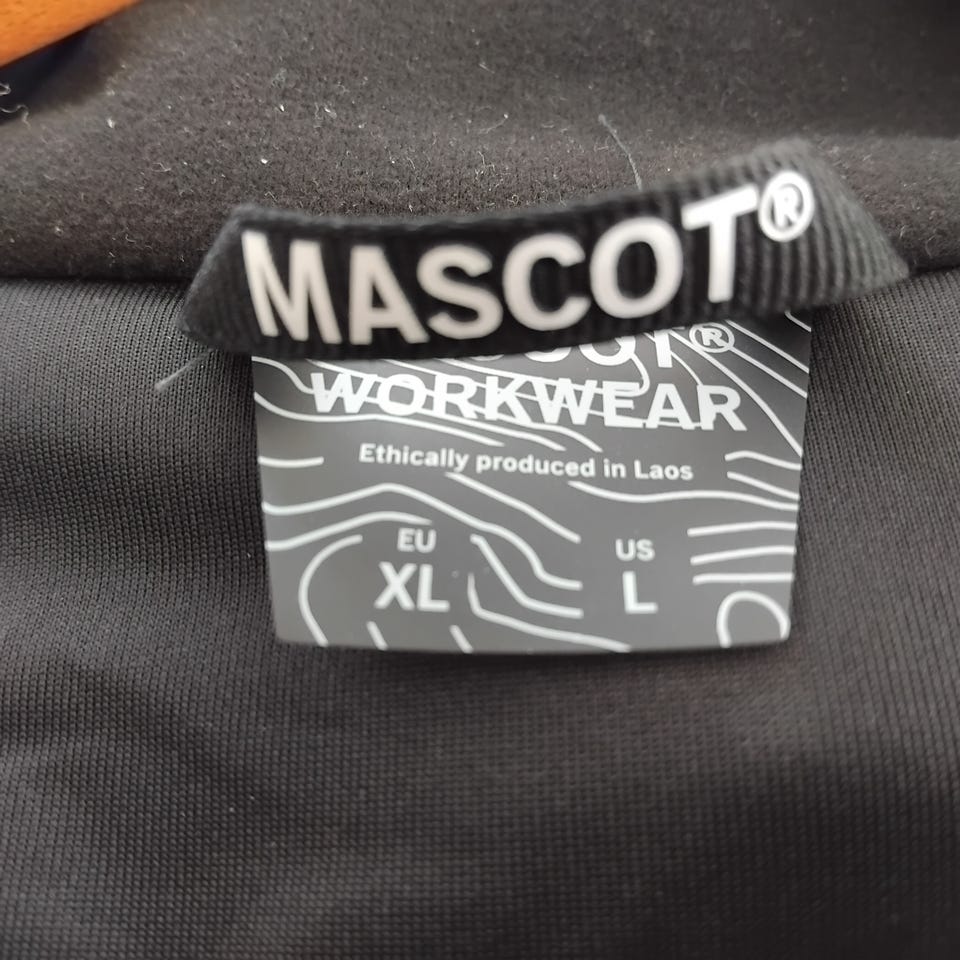 MASCOT®
WORKWEAR
Ethically produced in Laos
EU
XL
US
L